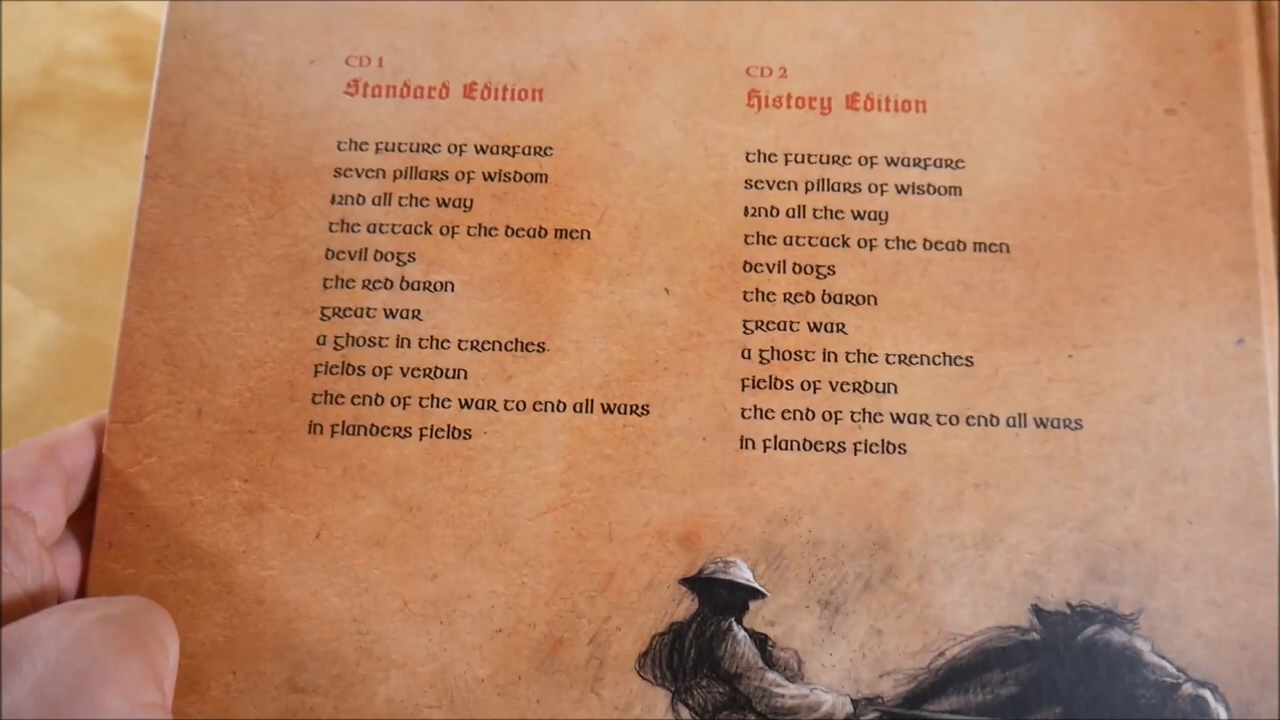 CD 1
Standard Edition
the future of warfare
seven pillars of wisdom
82nd all the way
the attack of the dead men
devil dogs
the red baron
great war
a ghost in the trenches
fields of verdun
the end of the war to end all wars
in flanders fields
CD 2
History Edition
the future of warfare
seven pillars of wisdom
82nd all the way
the attack of the dead men
devil dogs
the red baron
great war
a ghost in the trenches
fields of verdun
the end of the war to end all wars
in flanders fields